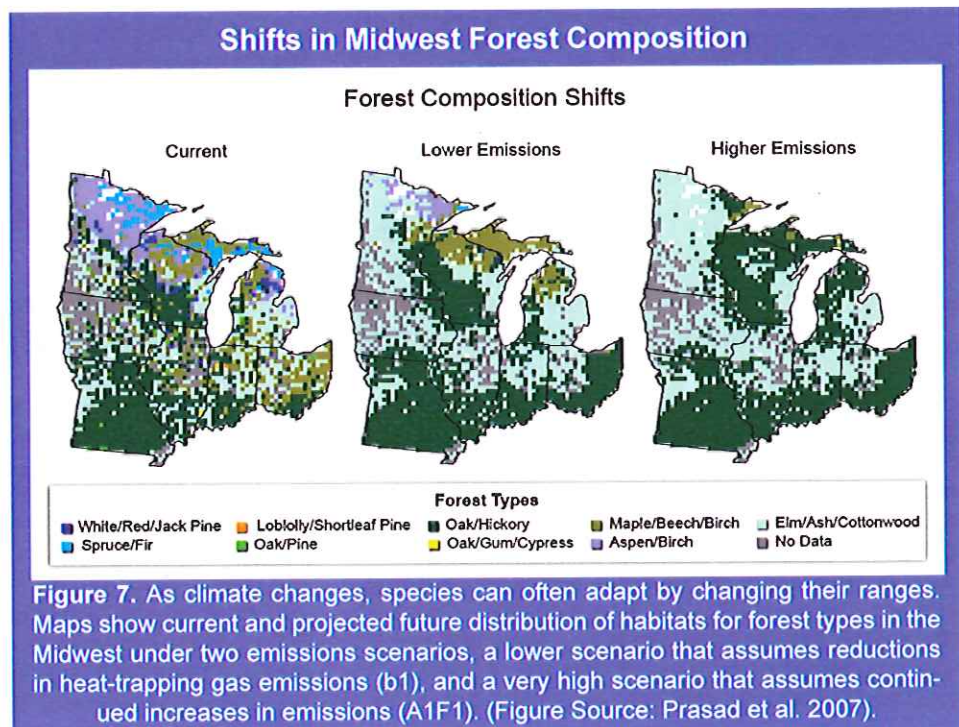 Shifts in Midwest Forest Composition
Forest Composition Shifts
Current
Lower Emissions
Higher Emissions
Forest Types
White/Red/Jack Pine
Loblolly/Shortleaf Pine
Oak/Hickory
Maple/Beech/Birch
Elm/Ash/Cottonwood
Spruce/Fir
Oak/Pine
Oak/Gum/Cypress
Aspen/Birch
No Data
Figure 7. As climate changes, species can often adapt by changing their ranges.
Maps show current and projected future distribution of habitats for forest types in the
Midwest under two emissions scenarios, a lower scenario that assumes reductions
in heat-trapping gas emissions (b1), and a very high scenario that assumes contin-
ued increases in emissions (A1F1). (Figure Source: Prasad et al. 2007).